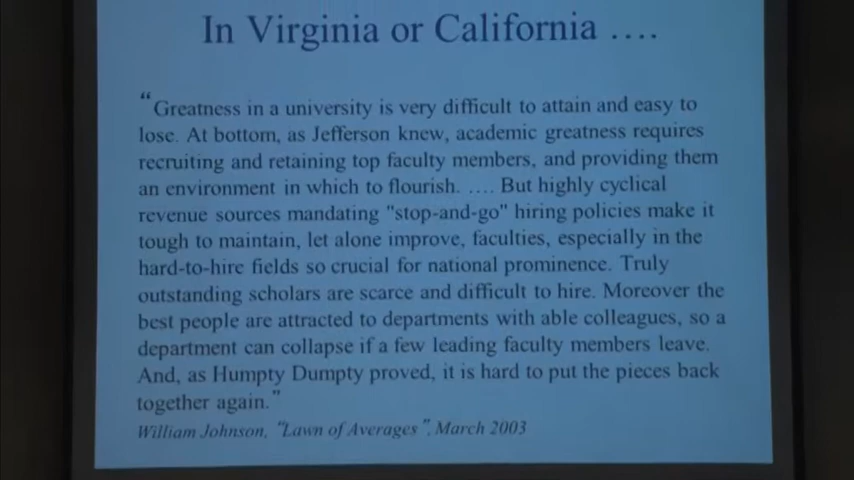 In Virginia or California ....
“Greatness in a university is very difficult to attain and easy to
lose. At bottom, as Jefferson knew, academic greatness requires
recruiting and retaining top faculty members, and providing them
an environment in which to flourish. .... But highly cyclical
revenue sources mandating "stop-and-go" hiring policies make it
tough to maintain, let alone improve, faculties, especially in the
hard-to-hire fields so crucial for national prominence. Truly
outstanding scholars are scarce and difficult to hire. Moreover the
best people are attracted to departments with able colleagues, so a
department can collapse if a few leading faculty members leave.
And, as Humpty Dumpty proved, it is hard to put the pieces back
together again.”
William Johnson, “Lawn of Averages”, March 2003